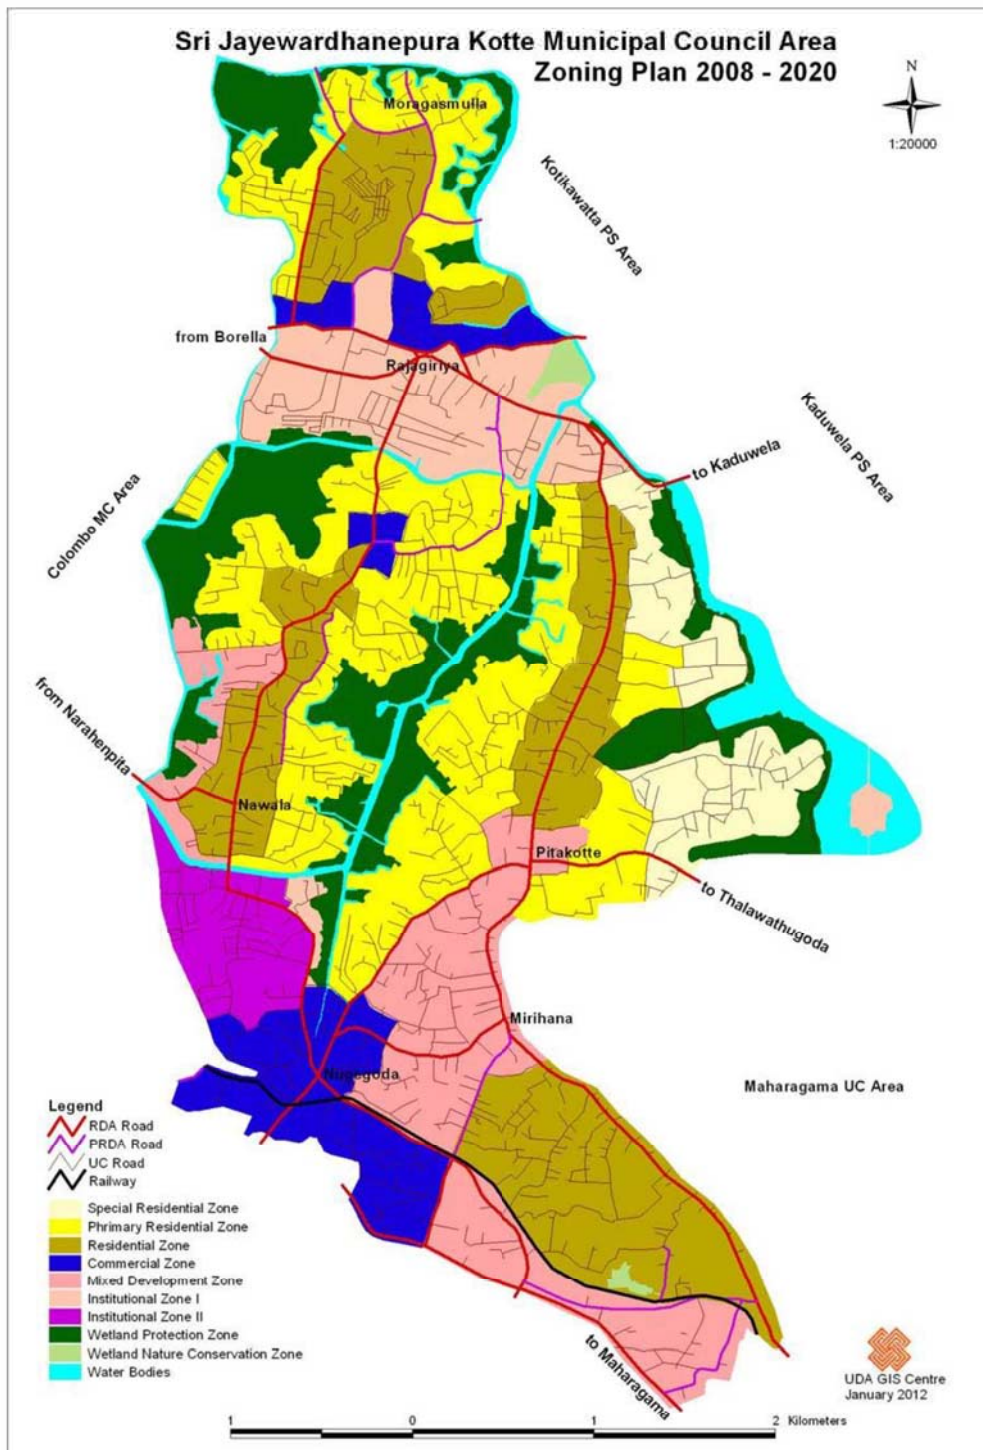 Sri Jayewardhanepura Kotte Municipal Council Area
Zoning Plan 2008 - 2020
N
1:20000
Moragasmulla
Kotikawatta PS Area
from Borella
Rajagiriya
Kaduwela PS Area
to Kaduwela
Colombo MC Area
from Narahenpita
Nawala
Pitakotte
to Thalawathugoda
Mirihana
Nugegoda
Maharagama UC Area
Legend
RDA Road
PRDA Road
UC Road
Railway
Special Residential Zone
Phrimary Residential Zone
Residential Zone
Commercial Zone
Mixed Development Zone
Institutional Zone I
Institutional Zone II
Wetland Protection Zone
Wetland Nature Conservation Zone
Water Bodies
to Maharagama
UDA GIS Centre
January 2012
1 0 1 2 Kilometers